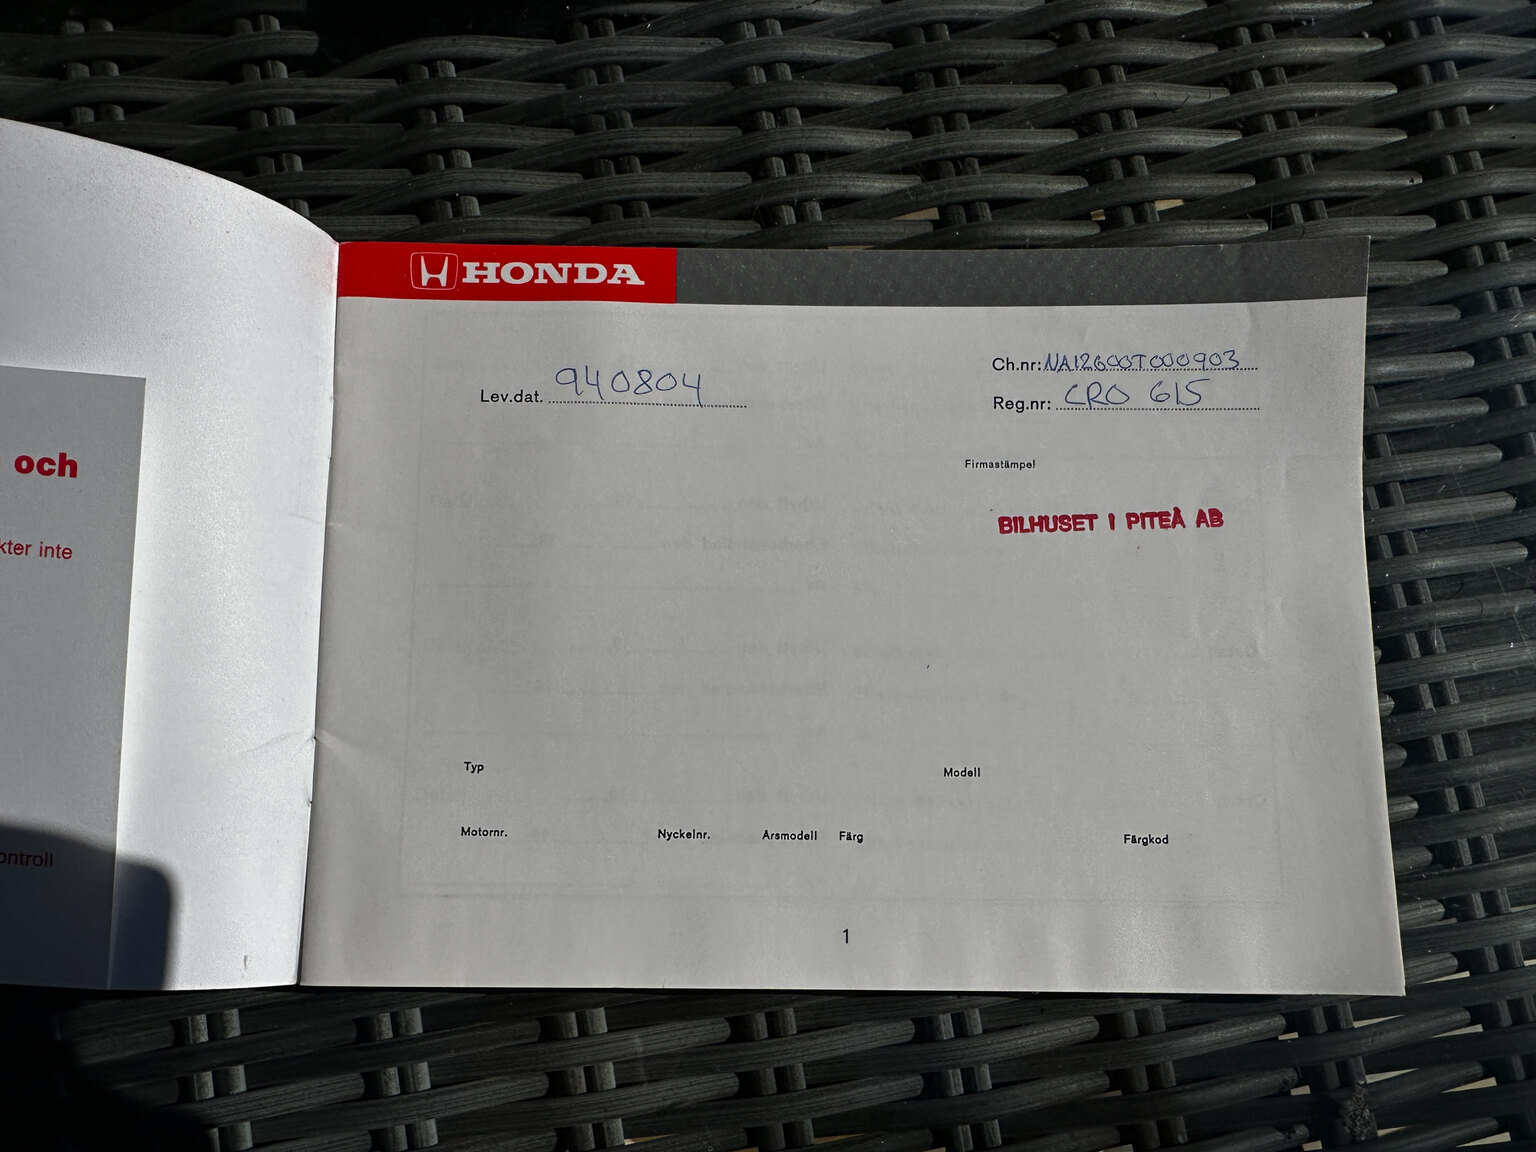 och
kter inte
ontroll
HONDA
Lev.dat. 940804
Ch.nr: NA12600T000903
Reg.nr: CRO 615
Firmastämpel
BILHUSET I PITEÅ AB
Typ
Modell
Motornr.
Nyckelnr.
Årsmodell
Färg
Färgkod
1